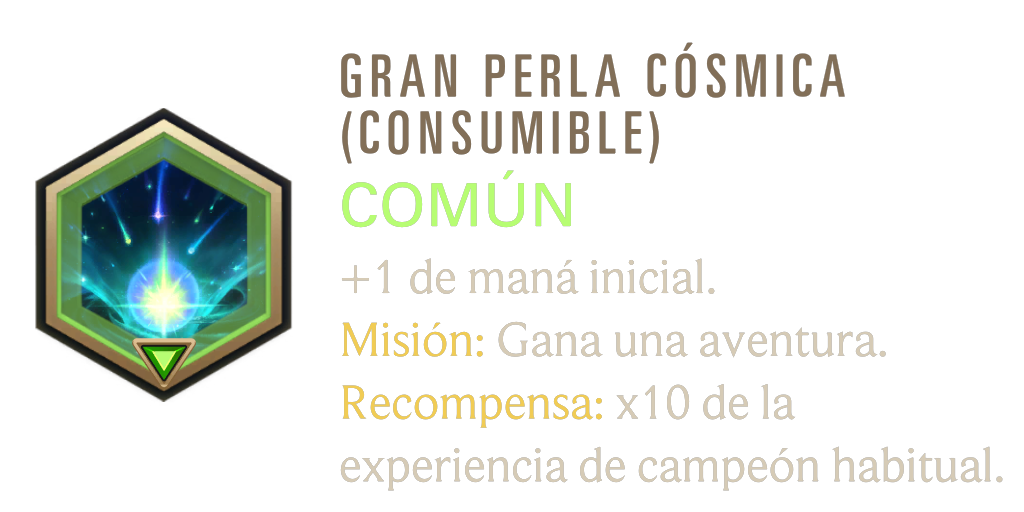 GRAN PERLA CÓSMICA
(CONSUMIBLE)
COMÚN
+1 de maná inicial.
Misión: Gana una aventura.
Recompensa: x10 de la
experiencia de campeón habitual.